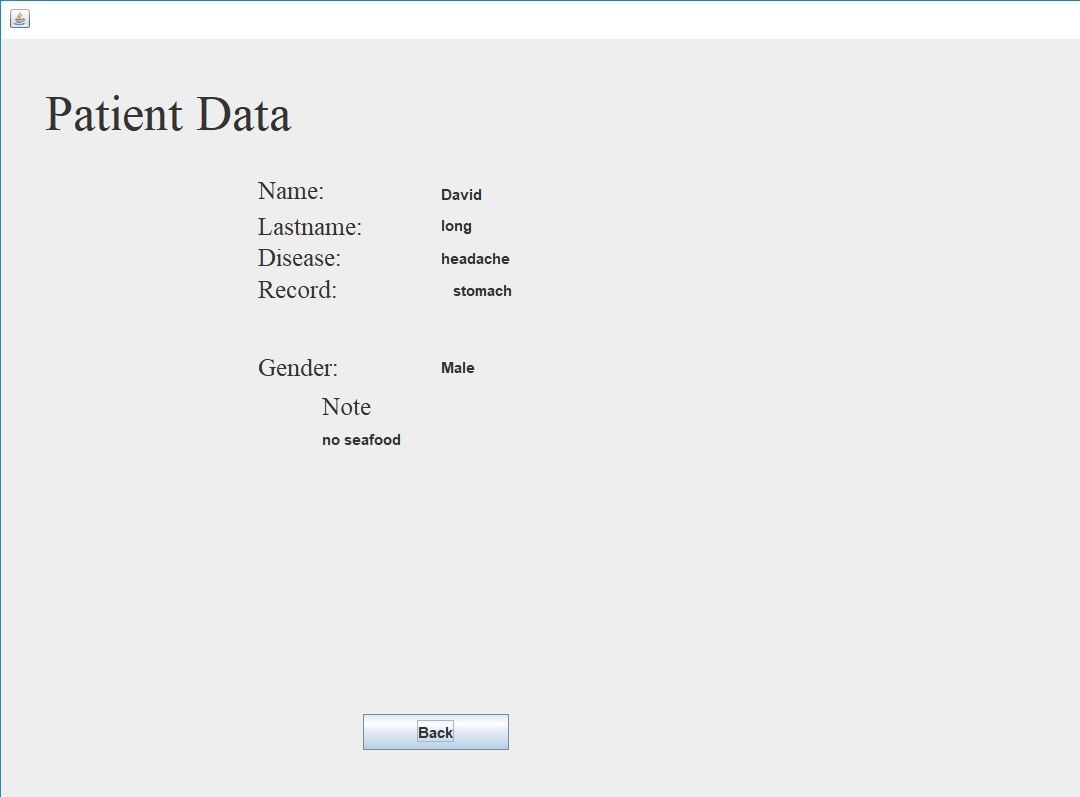 Patient Data
Name: David
Lastname: long
Disease: headache
Record: stomach
Gender: Male
Note
no seafood
Back